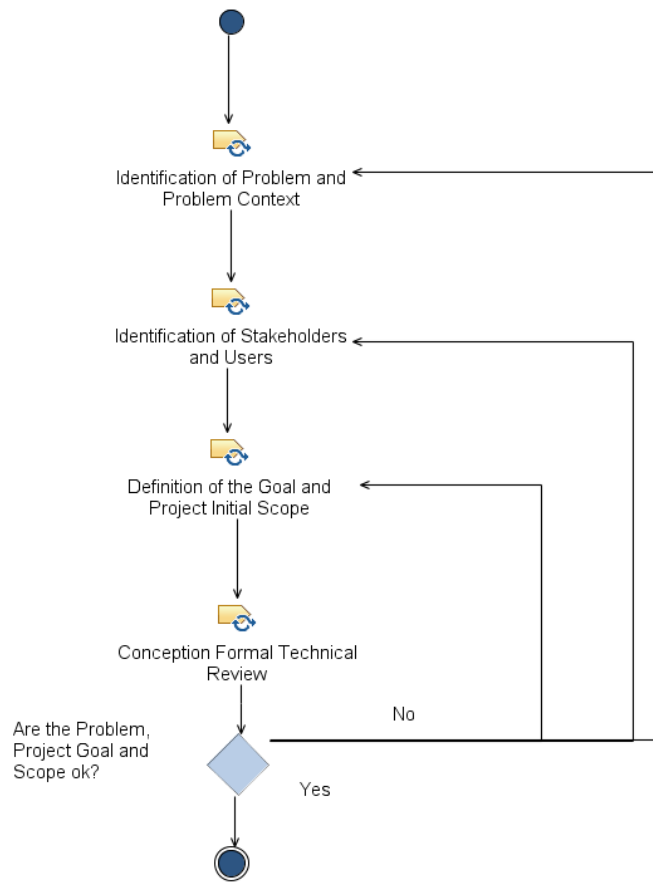 Identification of Problem and
Problem Context
Identification of Stakeholders
and Users
Definition of the Goal and
Project Initial Scope
Conception Formal Technical
Review
No
Are the Problem,
Project Goal and
Scope ok?
Yes